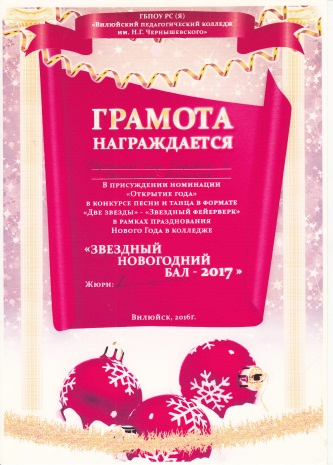 ГБПОУ РС (Я)
«Вилюйский педагогический колледж
им. Н.Г. Чернышевского»
ГРАМОТА
НАГРАЖДАЕТСЯ
В присуждении номинации
«Открытие года»
в конкурсе песни и танца в формате
«Две звезды» - «Звездный фейерверк»
в рамках празднования
Нового Года в колледже
«ЗВЕЗДНЫЙ
НОВОГОДНИЙ
БАЛ - 2017»
Жюри:
Вилюйск, 2016г.